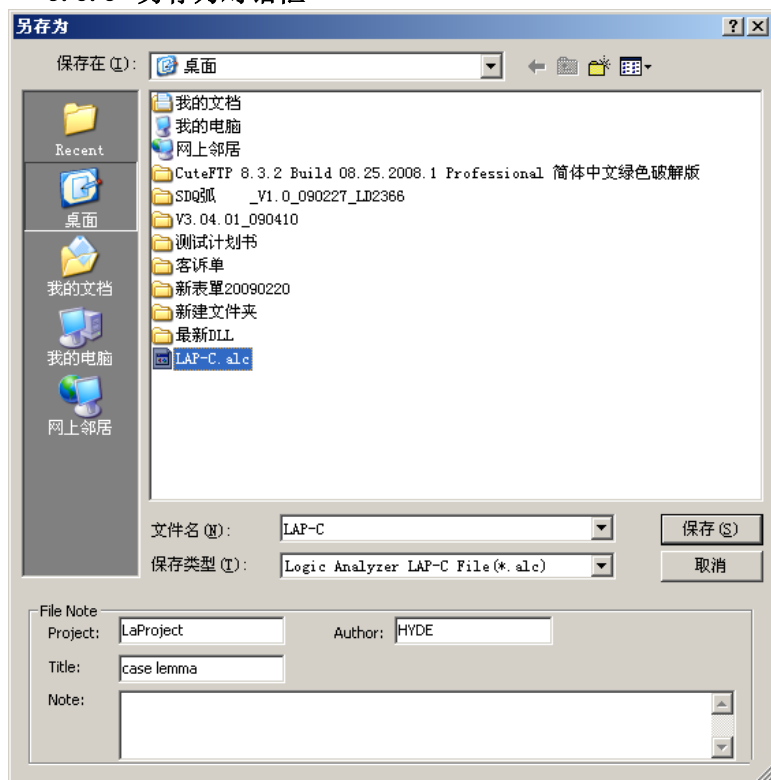 另存为
保存在(I): 桌面
Recent
桌面
我的文档
我的电脑
网上邻居
我的文档
我的电脑
网上邻居
CuteFTP 8.3.2 Build 08.25.2008.1 Professional 简体中文绿色破解版
SDQ弧 _V1.0_090227_LD2366
V3.04.01_090410
测试计划书
客诉单
新表單20090220
新建文件夹
最新DLL
LAP-C.alc
文件名(N): LAP-C 保存(S)
保存类型(T): Logic Analyzer LAP-C File(*.alc) 取消
File Note
Project: LaProject Author: HYDE
Title: case lemma
Note: